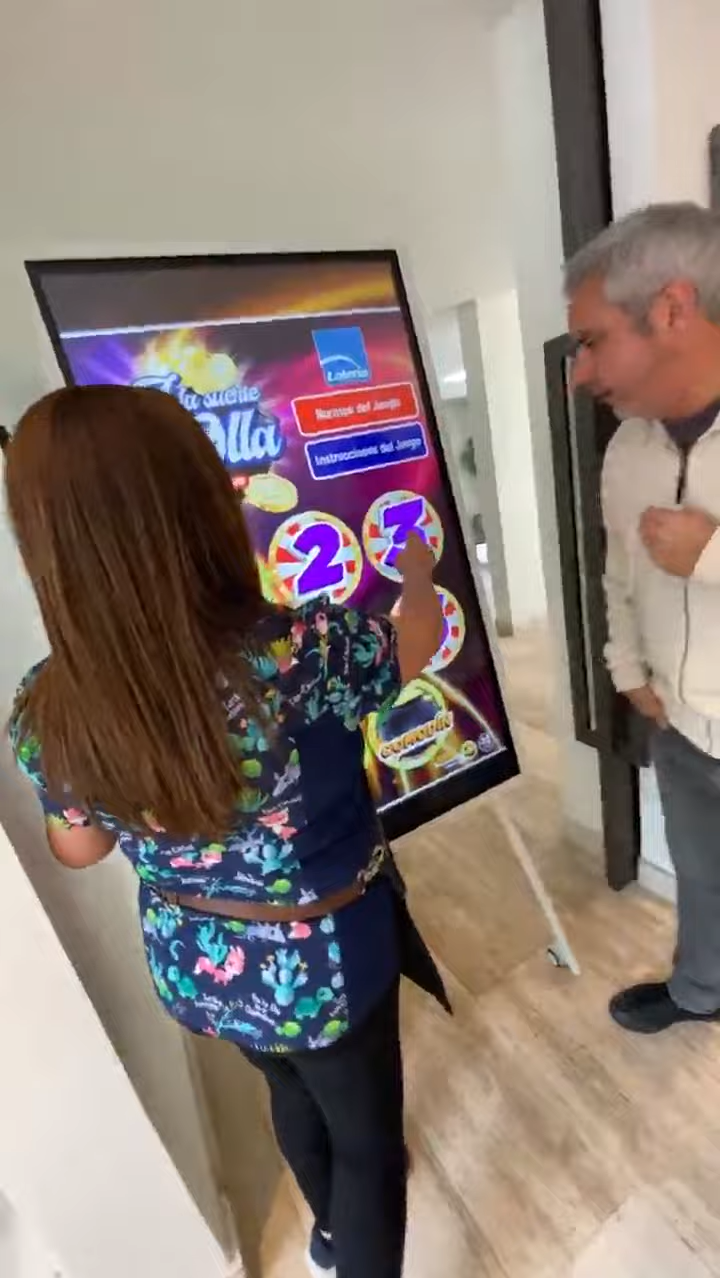 la suerte
olla
Lotería
Normas del Juego
Instrucciones del Juego
2
3
COMODÍN